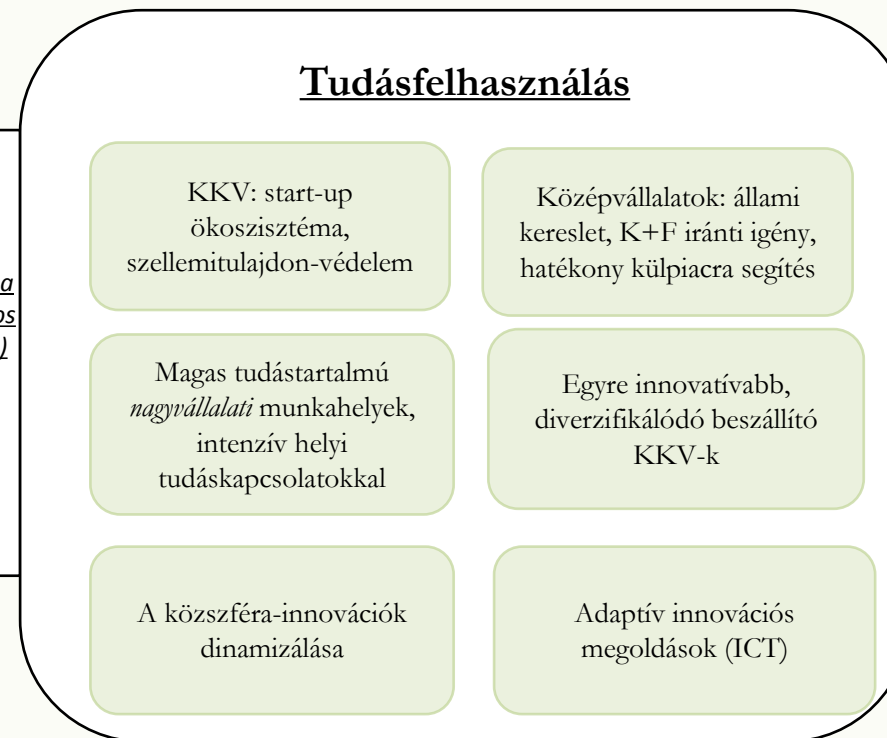 Tudásfelhasználás
KKV: start-up
ökoszisztéma,
szellemitulajdon-védelem
Középvállalatok: állami
kereslet, K+F iránti igény,
hatékony külpiacra segítés
Magas tudástartalmú
nagyvállalati munkahelyek,
intenzív helyi
tudáskapcsolatokkal
Egyre innovatívabb,
diverzifikálódó beszállító
KKV-k
A közszféra-innovációk
dinamizálása
Adaptív innovációs
megoldások (ICT)